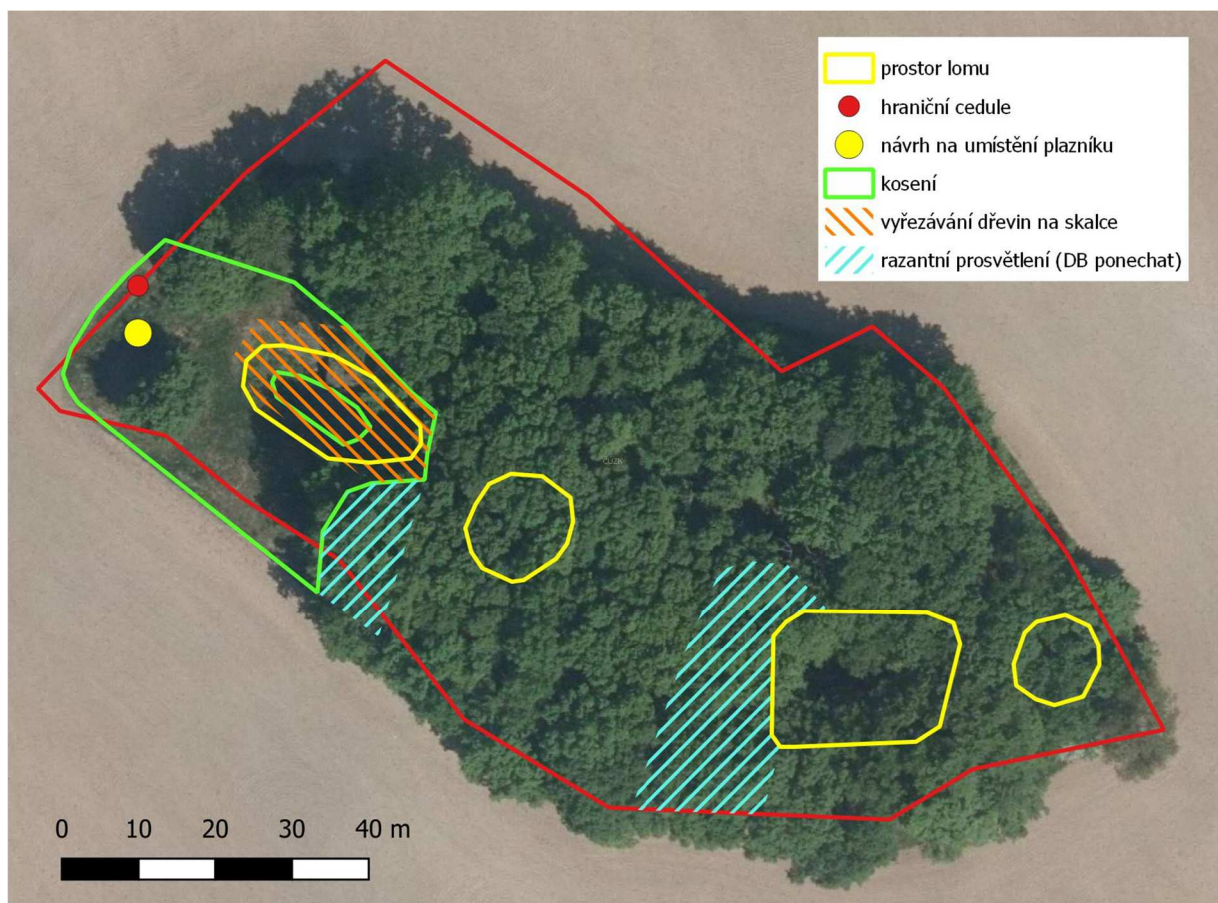 prostor lomu
hraniční cedule
návrh na umístění plazníku
kosení
vyřezávání dřevin na skalce
razantní prosvětlení (DB ponechat)
ČÚZK
0 10 20 30 40 m